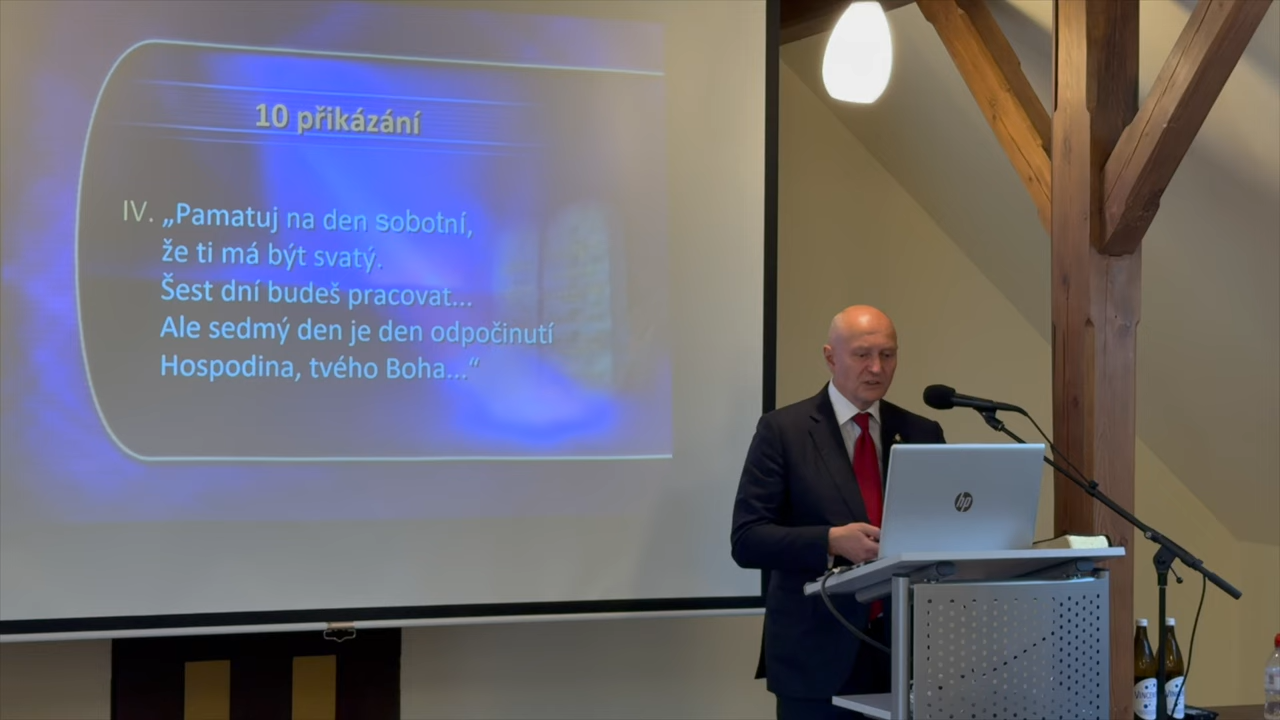 10 přikázání
IV. „Pamatuj na den sobotní,
že ti má být svatý.
Šest dní budeš pracovat...
Ale sedmý den je den odpočinutí
Hospodina, tvého Boha...“
hp